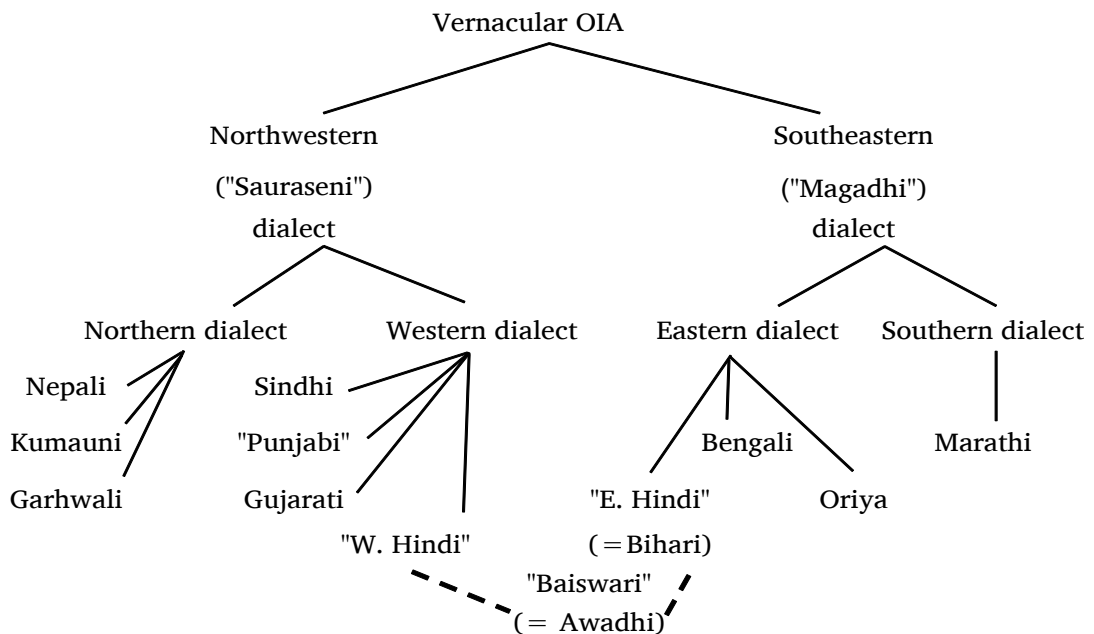 Vernacular OIA
Northwestern
Southeastern
("Sauraseni")
("Magadhi")
dialect
dialect
Northern dialect
Western dialect
Eastern dialect
Southern dialect
Nepali
Sindhi
Kumauni
"Punjabi"
Bengali
Marathi
Garhwali
Gujarati
"E. Hindi"
Oriya
"W. Hindi"
(=Bihari)
"Baiswari"
(= Awadhi)